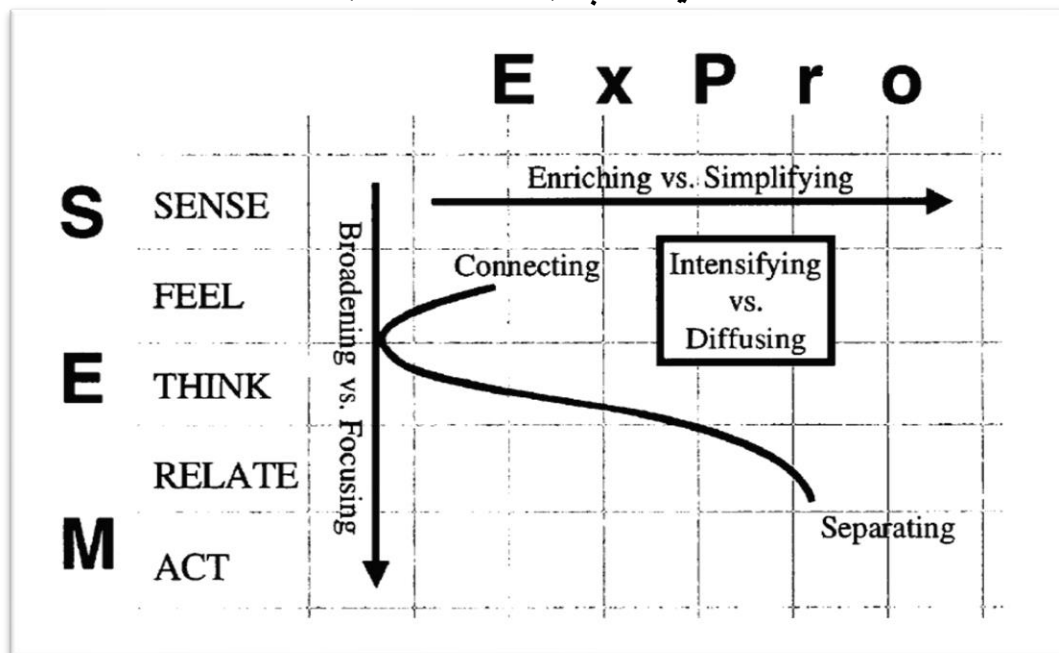 E x P r o
S
E
M
SENSE
FEEL
THINK
RELATE
ACT
Enriching vs. Simplifying
Broadening vs. Focusing
Connecting
Intensifying
vs.
Diffusing
Separating